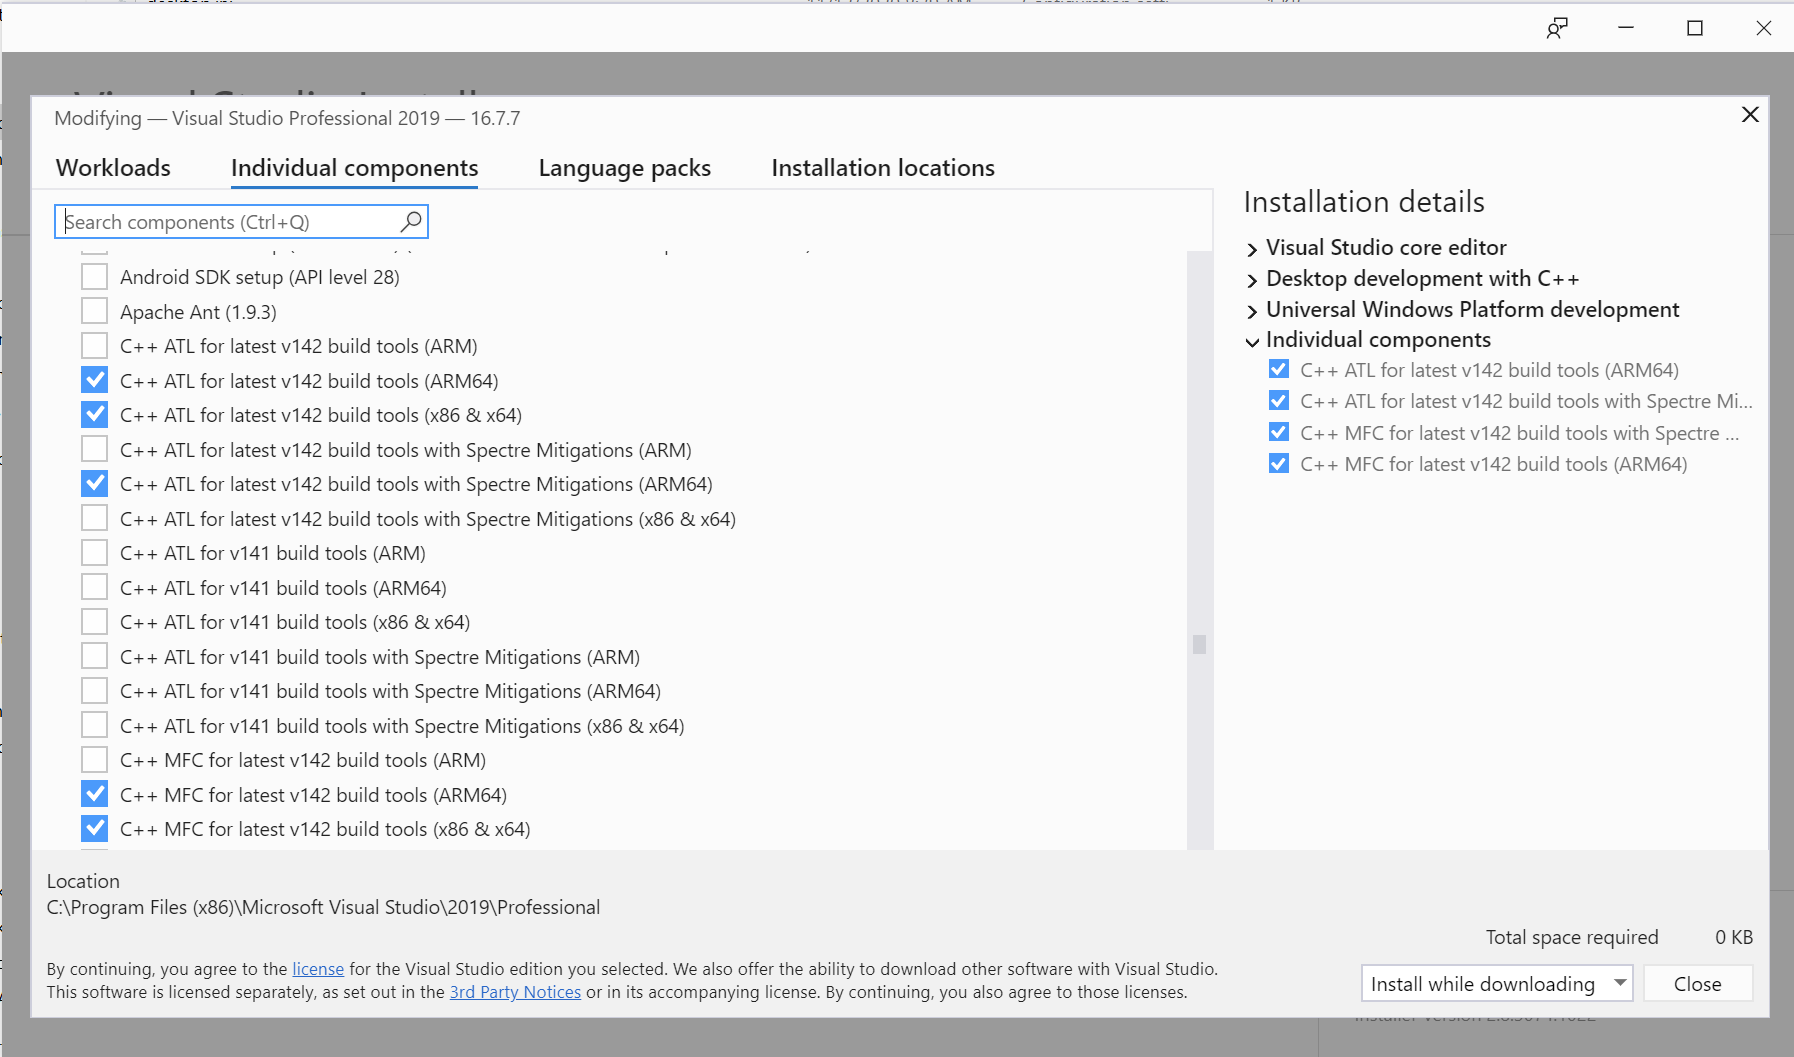 Modifying — Visual Studio Professional 2019 — 16.7.7
Workloads
Individual components
Language packs
Installation locations
Search components (Ctrl+Q)
Android SDK setup (API level 28)
Apache Ant (1.9.3)
C++ ATL for latest v142 build tools (ARM)
C++ ATL for latest v142 build tools (ARM64)
C++ ATL for latest v142 build tools (x86 & x64)
C++ ATL for latest v142 build tools with Spectre Mitigations (ARM)
C++ ATL for latest v142 build tools with Spectre Mitigations (ARM64)
C++ ATL for latest v142 build tools with Spectre Mitigations (x86 & x64)
C++ ATL for v141 build tools (ARM)
C++ ATL for v141 build tools (ARM64)
C++ ATL for v141 build tools (x86 & x64)
C++ ATL for v141 build tools with Spectre Mitigations (ARM)
C++ ATL for v141 build tools with Spectre Mitigations (ARM64)
C++ ATL for v141 build tools with Spectre Mitigations (x86 & x64)
C++ MFC for latest v142 build tools (ARM)
C++ MFC for latest v142 build tools (ARM64)
C++ MFC for latest v142 build tools (x86 & x64)
Installation details
Visual Studio core editor
Desktop development with C++
Universal Windows Platform development
Individual components
C++ ATL for latest v142 build tools (ARM64)
C++ ATL for latest v142 build tools with Spectre Mi...
C++ MFC for latest v142 build tools with Spectre ...
C++ MFC for latest v142 build tools (ARM64)
Location
C:\Program Files (x86)\Microsoft Visual Studio\2019\Professional
Total space required 0 KB
By continuing, you agree to the license for the Visual Studio edition you selected. We also offer the ability to download other software with Visual Studio.
This software is licensed separately, as set out in the 3rd Party Notices or in its accompanying license. By continuing, you also agree to those licenses.
Install while downloading
Close